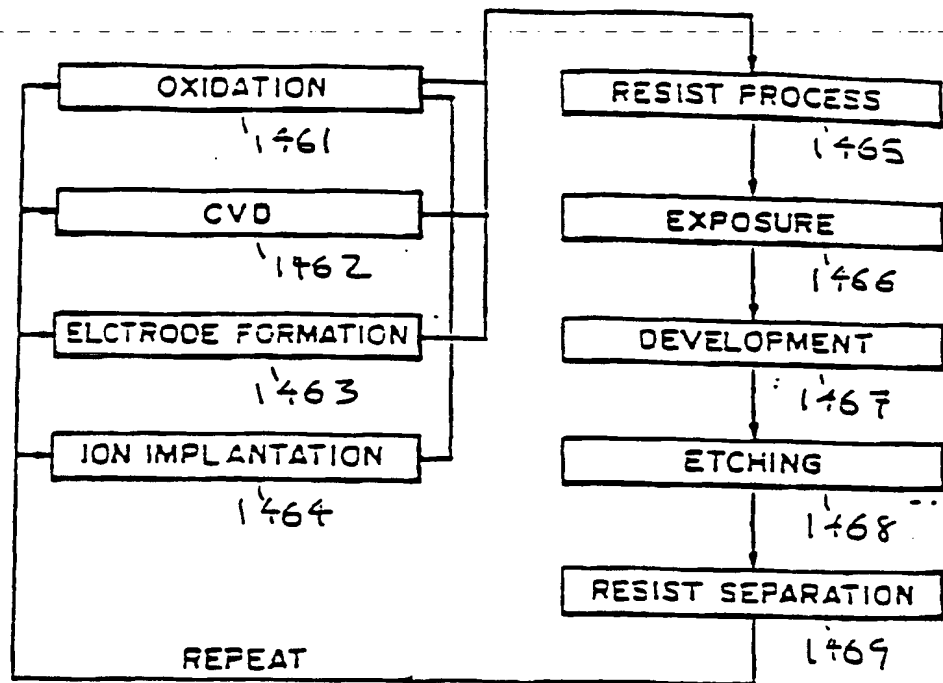 OXIDATION
1461
CVD
1462
ELCTRODE FORMATION
1463
ION IMPLANTATION
1464
RESIST PROCESS
1465
EXPOSURE
1466
DEVELOPMENT
1467
ETCHING
1468
RESIST SEPARATION
1469
REPEAT